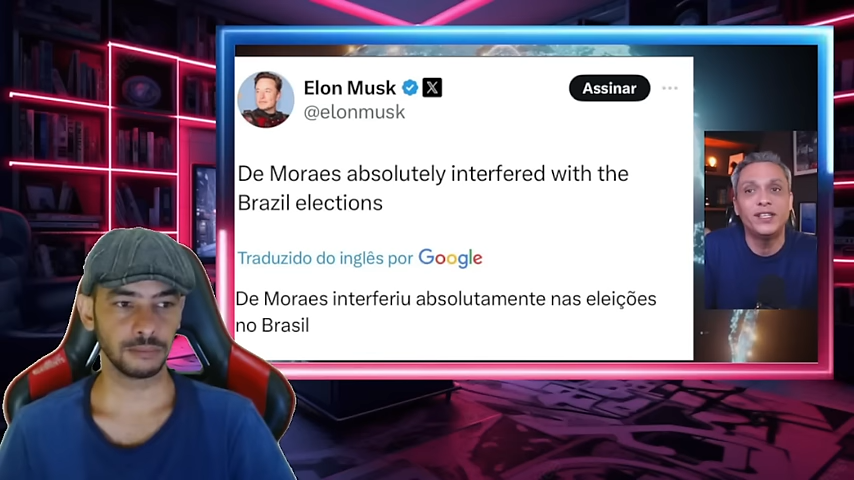 Elon Musk
@elonmusk
Assinar
De Moraes absolutely interfered with the
Brazil elections
Traduzido do inglês por Google
De Moraes interferiu absolutamente nas eleições
no Brasil